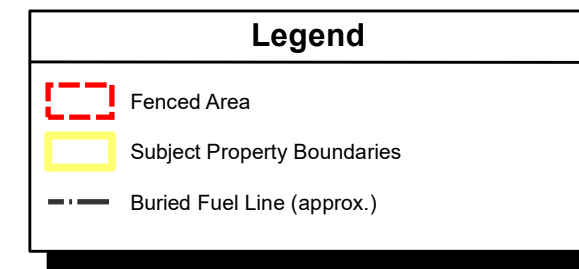 Legend
Fenced Area
Subject Property Boundaries
Buried Fuel Line (approx.)